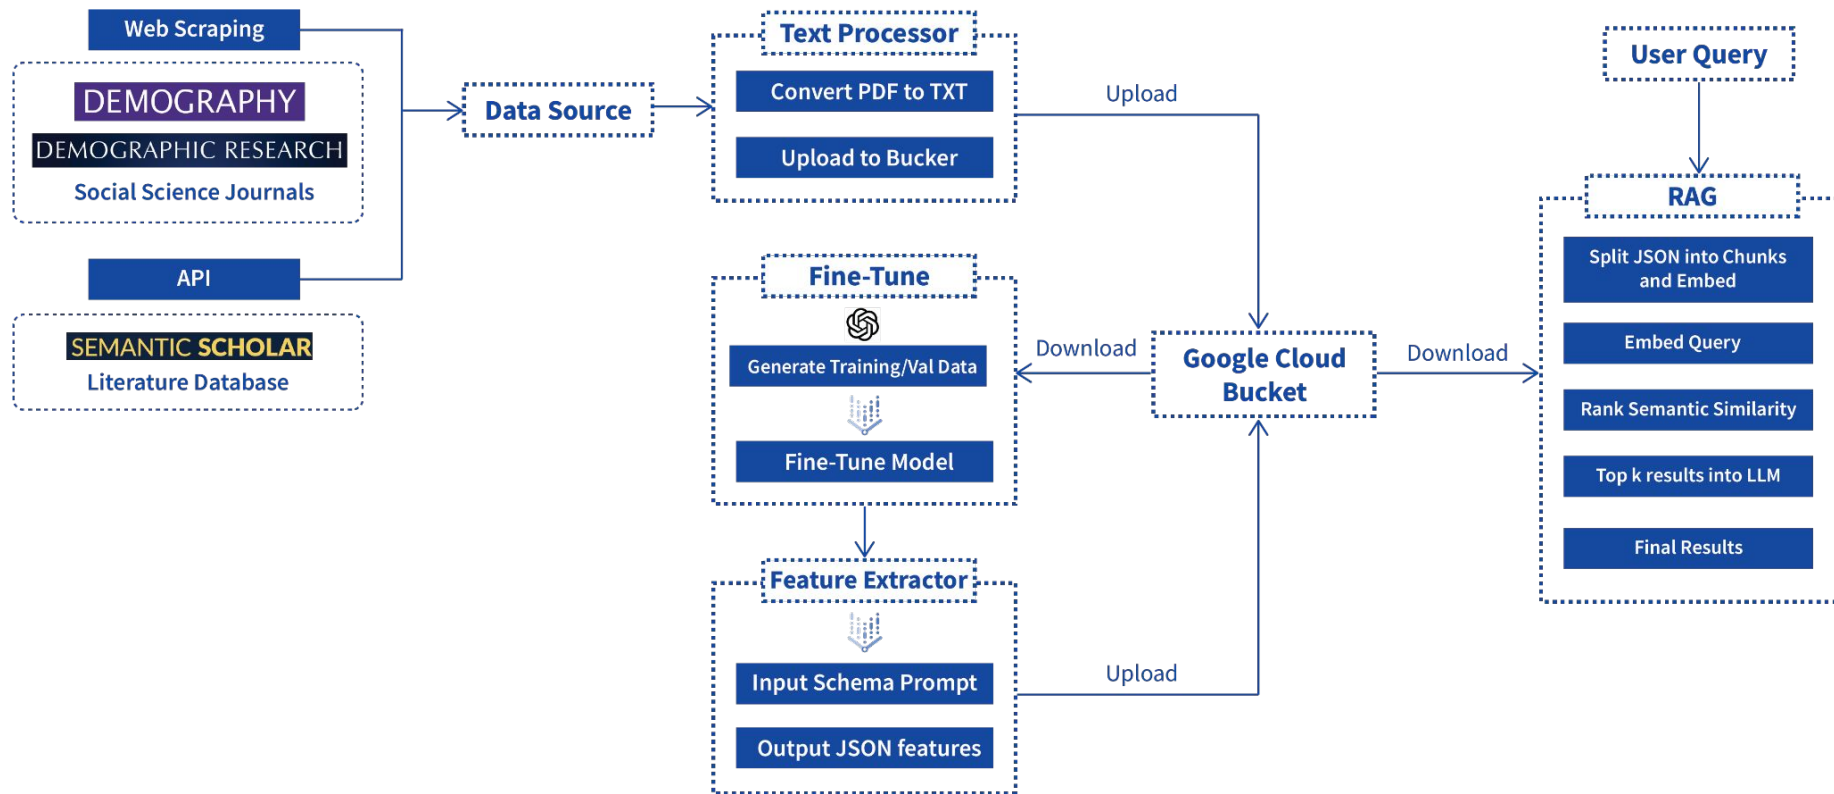 Web Scraping
DEMOGRAPHY
DEMOGRAPHIC RESEARCH
Social Science Journals
API
SEMANTIC SCHOLAR
Literature Database
Data Source
Text Processor
Convert PDF to TXT
Upload to Bucker
Upload
Fine-Tune
Generate Training/Val Data
Fine-Tune Model
Download
Google Cloud
Bucket
Download
Feature Extractor
Input Schema Prompt
Output JSON features
Upload
User Query
RAG
Split JSON into Chunks
and Embed
Embed Query
Rank Semantic Similarity
Top k results into LLM
Final Results